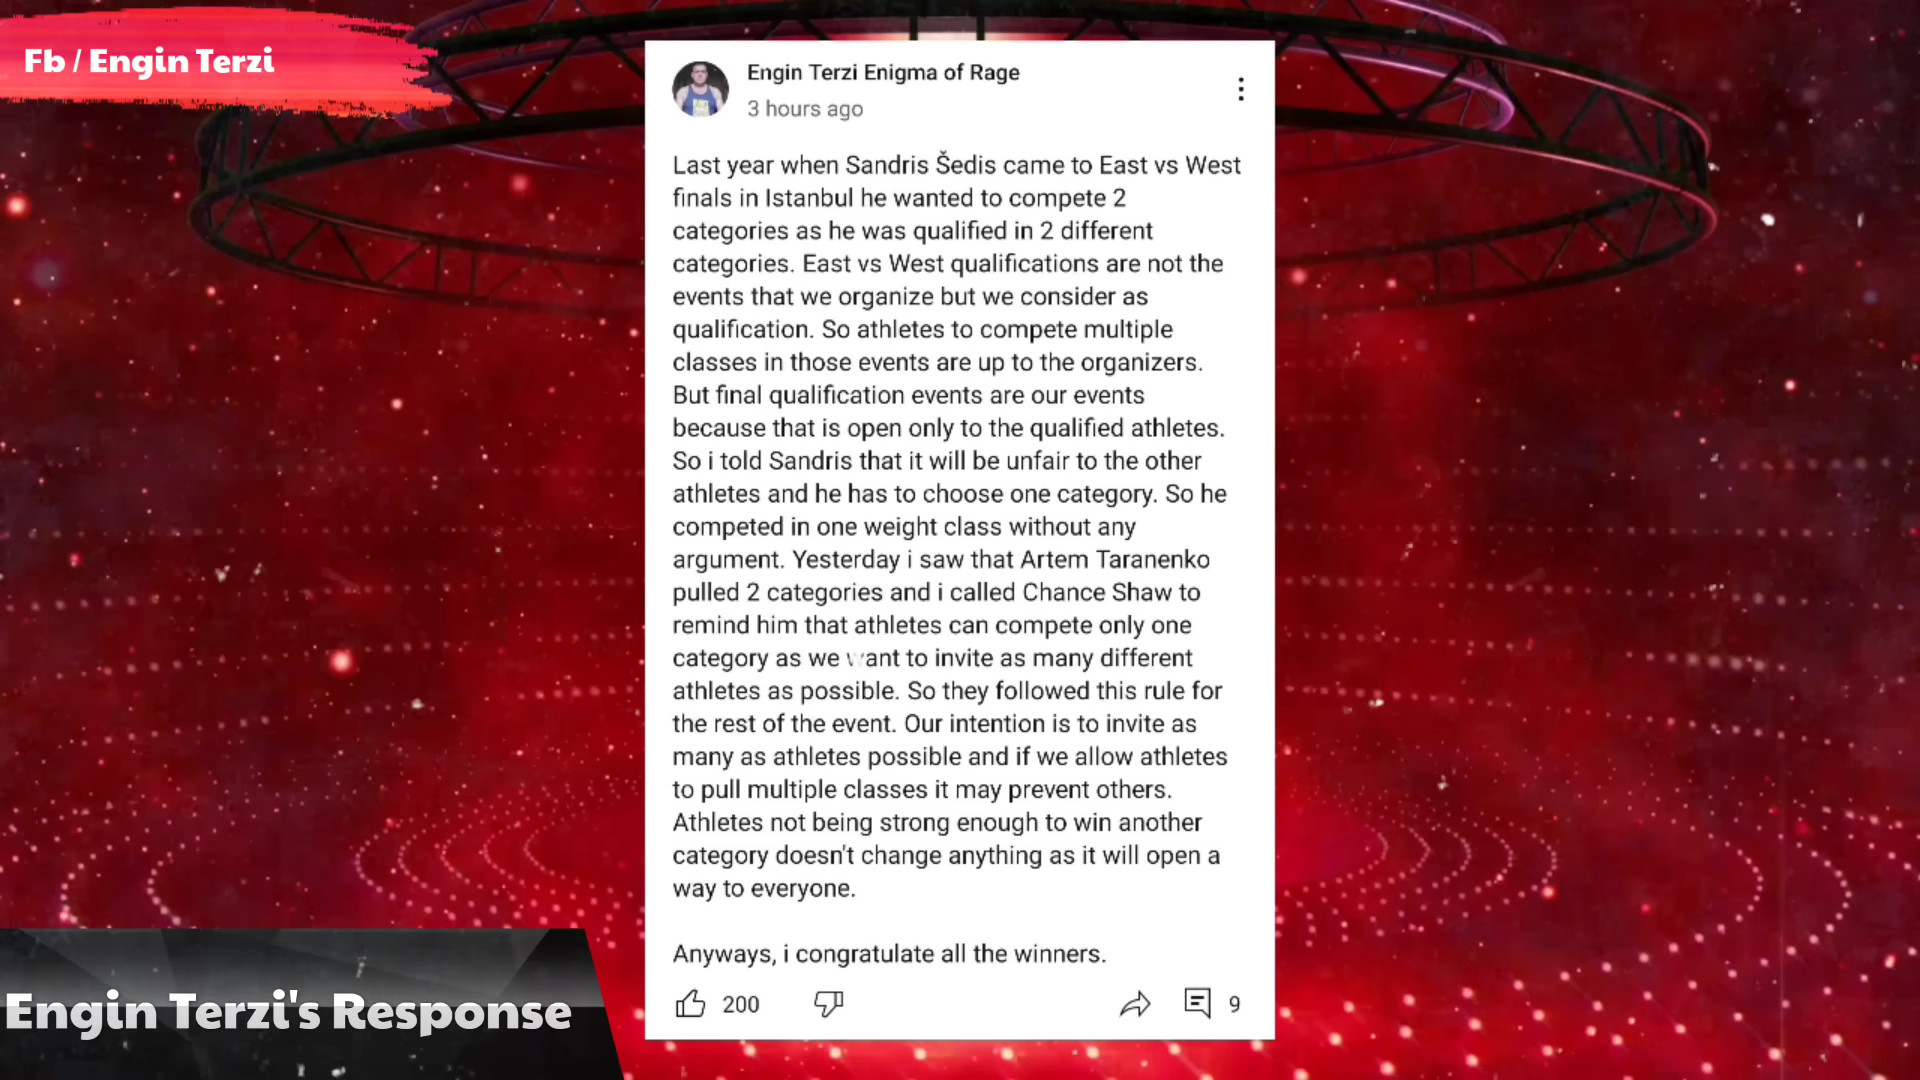 Fb / Engin Terzi
Engin Terzi Enigma of Rage
3 hours ago
Last year when Sandris Šedis came to East vs West
finals in Istanbul he wanted to compete 2
categories as he was qualified in 2 different
categories. East vs West qualifications are not the
events that we organize but we consider as
qualification. So athletes to compete multiple
classes in those events are up to the organizers.
But final qualification events are our events
because that is open only to the qualified athletes.
So i told Sandris that it will be unfair to the other
athletes and he has to choose one category. So he
competed in one weight class without any
argument. Yesterday i saw that Artem Taranenko
pulled 2 categories and i called Chance Shaw to
remind him that athletes can compete only one
category as we want to invite as many different
athletes as possible. So they followed this rule for
the rest of the event. Our intention is to invite as
many as athletes possible and if we allow athletes
to pull multiple classes it may prevent others.
Athletes not being strong enough to win another
category doesn't change anything as it will open a
way to everyone.
Anyways, i congratulate all the winners.
200
9
Engin Terzi's Response